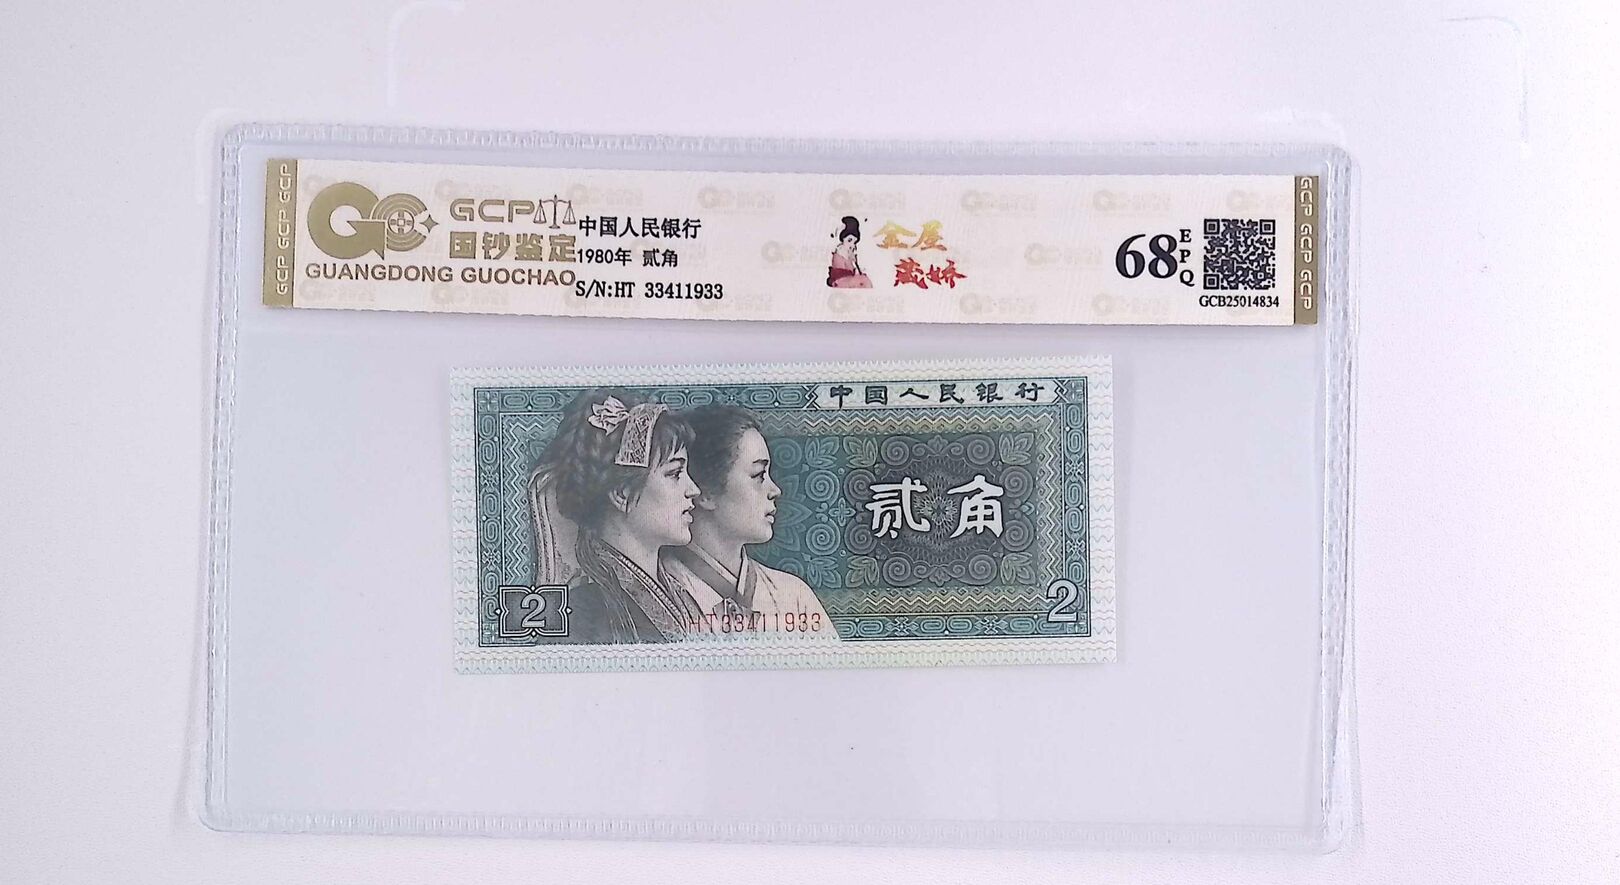 GCP GCP GCP
GCP
国钞鉴定
GUANGDONG GUOCHAO
中国人民银行
1980年 贰角
S/N:HT 33411933
金屋
藏娇
68
EPQ
GCB25014834
GCP GCP GCP
中国人民银行
贰角
2
2
HT33411933